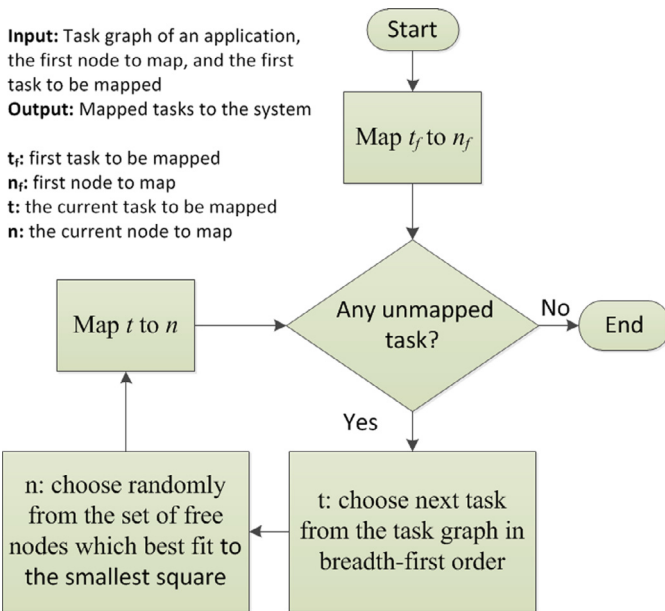 Input: Task graph of an application,
the first node to map, and the first
task to be mapped
Output: Mapped tasks to the system
tf: first task to be mapped
nf: first node to map
t: the current task to be mapped
n: the current node to map
Start
Map tf to nf
Any unmapped
task?
No
End
Yes
t: choose next task
from the task graph in
breadth-first order
n: choose randomly
from the set of free
nodes which best fit to
the smallest square
Map t to n